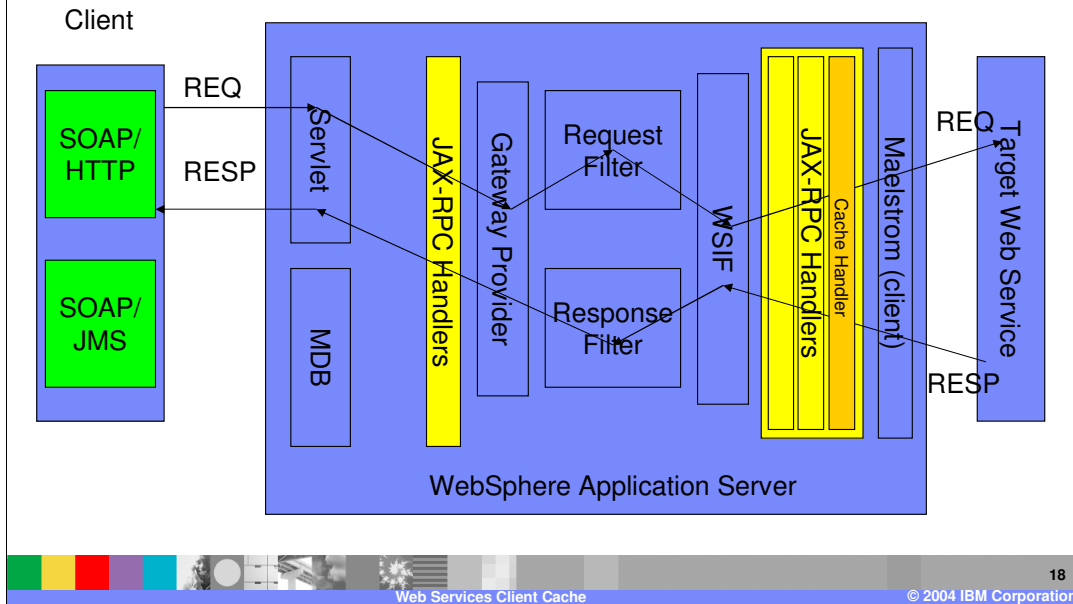 Client
SOAP/
HTTP
SOAP/
JMS
REQ
RESP
Servlet
MDB
JAX-RPC Handlers
Gateway Provider
Request
Filter
Response
Filter
WSIF
JAX-RPC Handlers
Cache Handler
Maelstrom (client)
REQ
RESP
Target Web Service
WebSphere Application Server
18
Web Services Client Cache
© 2004 IBM Corporation